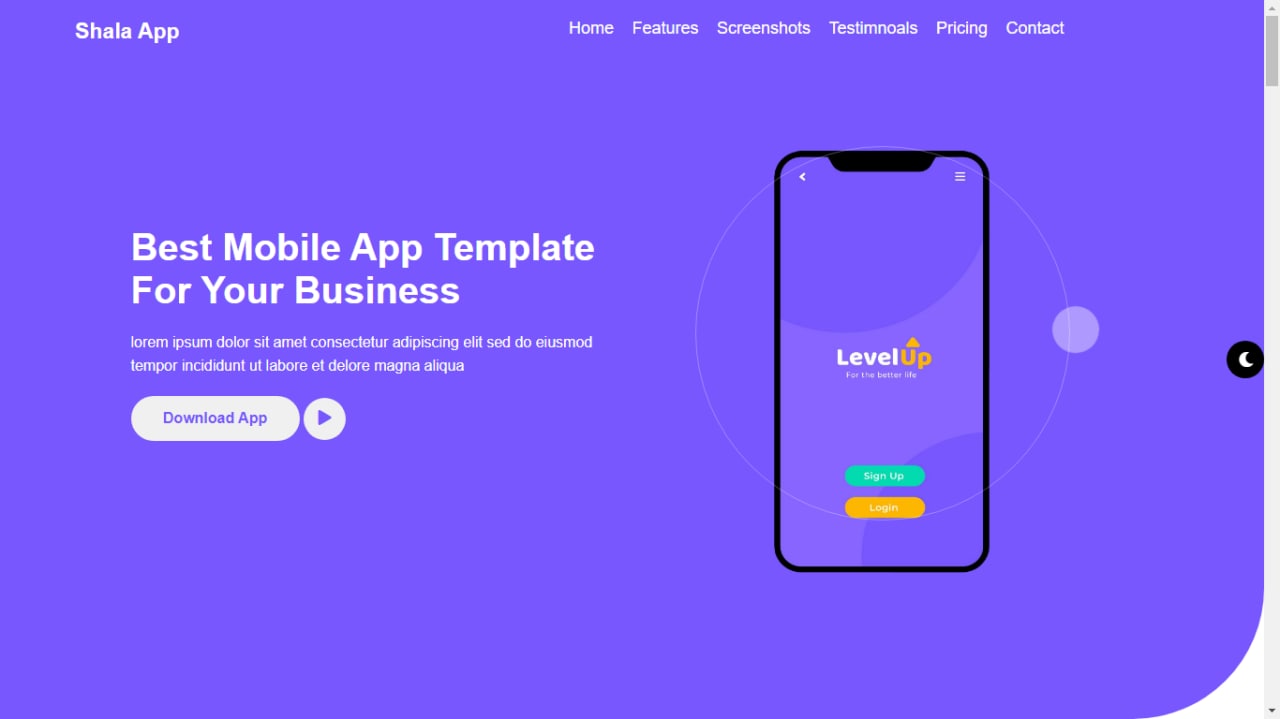 Shala App
Home Features Screenshots Testimnoals Pricing Contact
Best Mobile App Template
For Your Business
lorem ipsum dolor sit amet consectetur adipiscing elit sed do eiusmod
tempor incididunt ut labore et delore magna aliqua
Download App
LevelUp
For the better life
Sign Up
Login